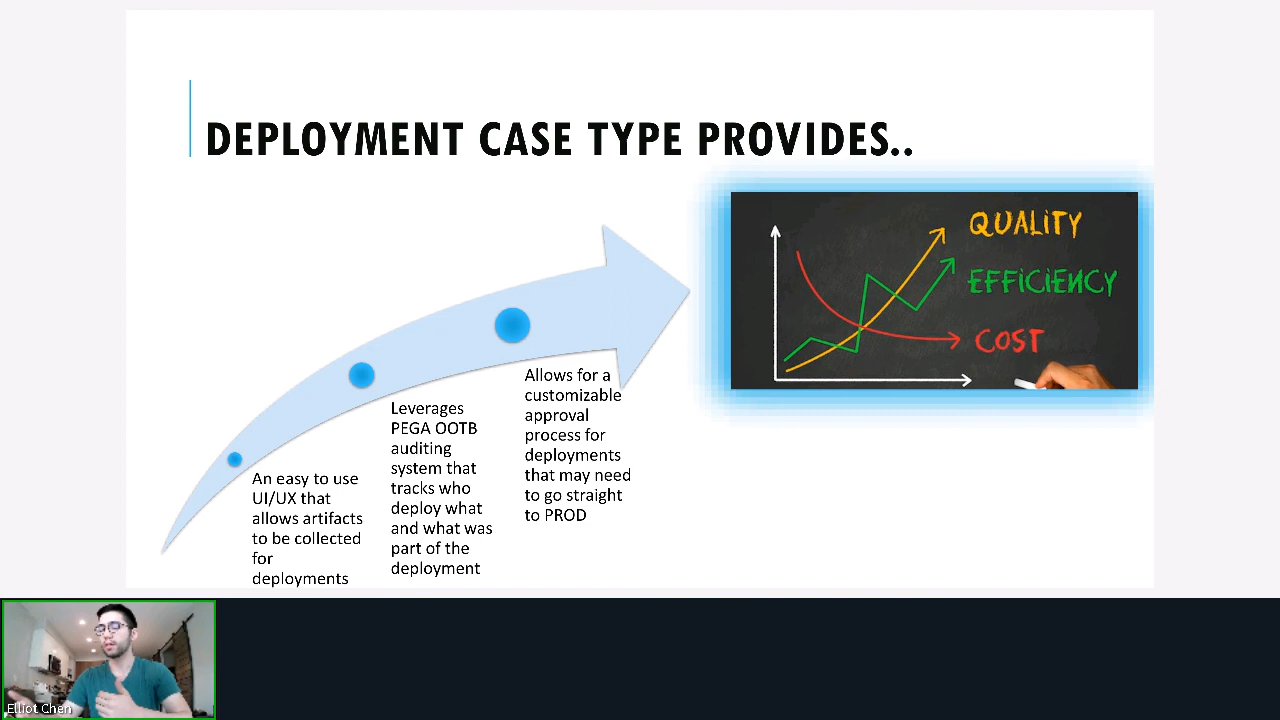 DEPLOYMENT CASE TYPE PROVIDES..
QUALITY
EFFICIENCY
COST
An easy to use
UI/UX that
allows artifacts
to be collected
for
deployments
Leverages
PEGA OOTB
auditing
system that
tracks who
deploy what
and what was
part of the
deployment
Allows for a
customizable
approval
process for
deployments
that may need
to go straight
to PROD
Elliot Chen